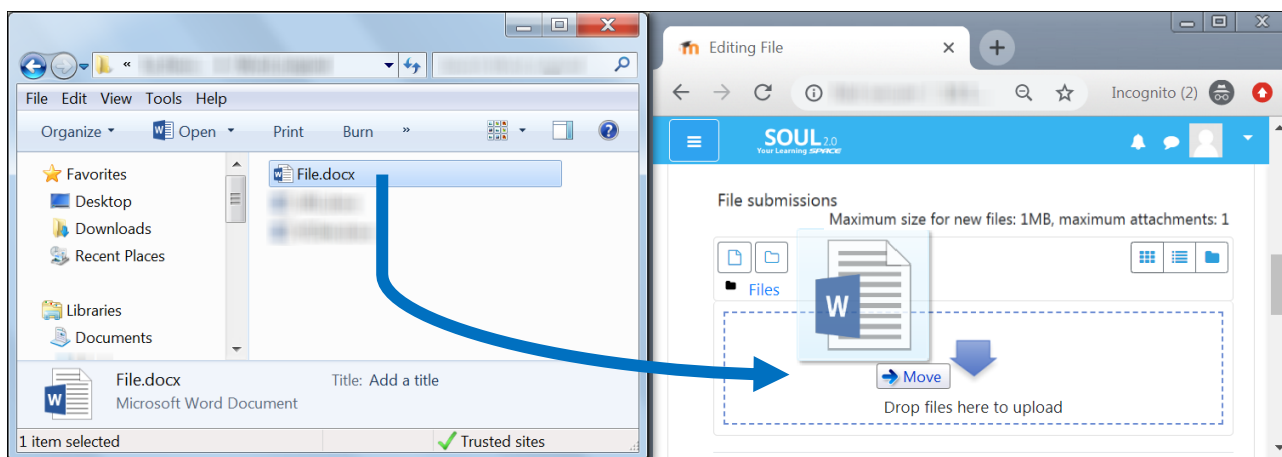 «
File Edit View Tools Help
Organize Open Print Burn »
Favorites
Desktop
Downloads
Recent Places
Libraries
Documents
File.docx
File.docx
Microsoft Word Document
Title: Add a title
1 item selected
Trusted sites
Editing File
Incognito (2)
SOUL 2.0
Your Learning SPACE
File submissions
Maximum size for new files: 1MB, maximum attachments: 1
Files
W
Move
Drop files here to upload